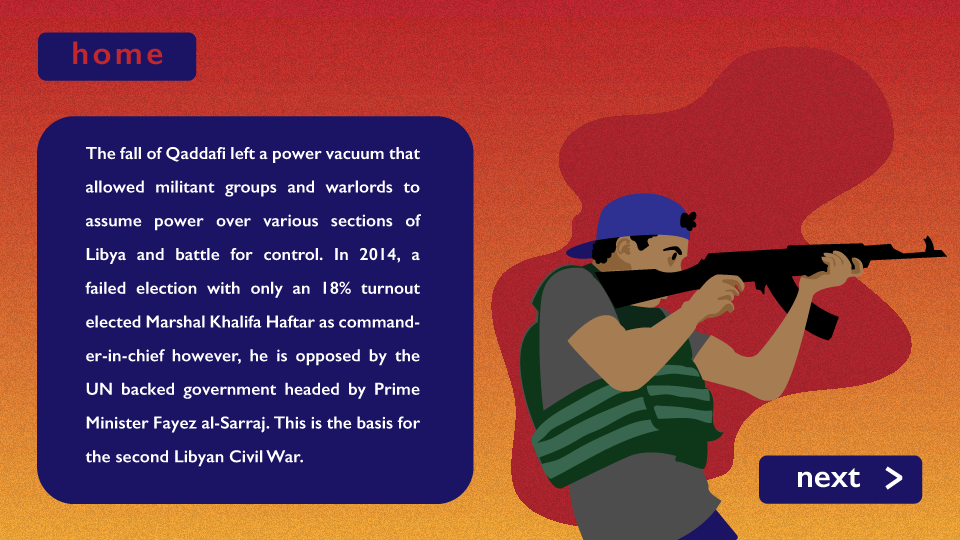 home
The fall of Qaddafi left a power vacuum that
allowed militant groups and warlords to
assume power over various sections of
Libya and battle for control. In 2014, a
failed election with only an 18% turnout
elected Marshal Khalifa Haftar as command-
er-in-chief however, he is opposed by the
UN backed government headed by Prime
Minister Fayez al-Sarraj. This is the basis for
the second Libyan Civil War.
next >